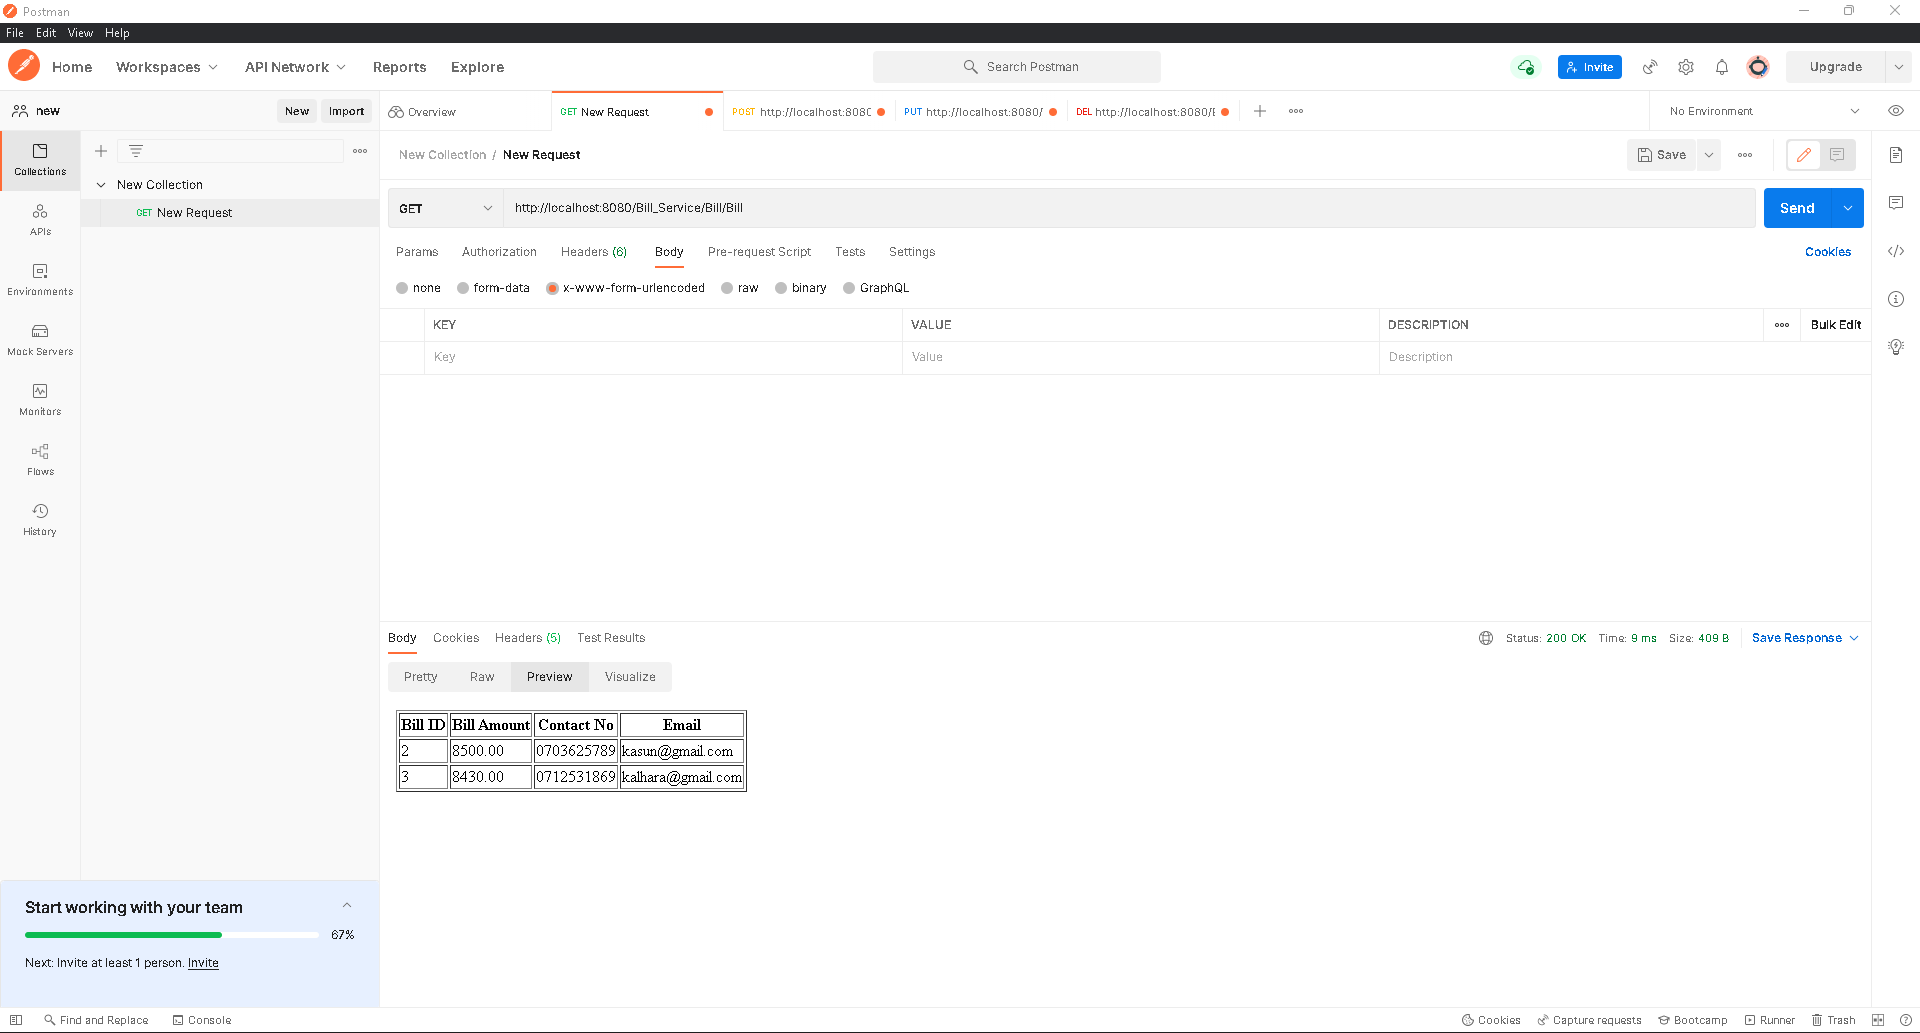 Postman
File Edit View Help
Home Workspaces API Network Reports Explore Search Postman Invite Upgrade
new New Import Overview GET New Request POST http://localhost:808 PUT http://localhost:8080/ DEL http://localhost:8080/ No Environment
New Collection / New Request Save
Collections
New Collection
GET New Request
GET http://localhost:8080/Bill_Service/Bill/Bill Send
APIs
Params Authorization Headers (6) Body Pre-request Script Tests Settings Cookies
none form-data x-www-form-urlencoded raw binary GraphQL
Environments
KEY VALUE DESCRIPTION Bulk Edit
Key Value Description
Mock Servers
Monitors
Flows
History
Body Cookies Headers (5) Test Results Status: 200 OK Time: 9 ms Size: 409 B Save Response
Pretty Raw Preview Visualize
Bill ID Bill Amount Contact No Email
2 8500.00 0703625789 kasun@gmail.com
3 8430.00 0712531869 kalhara@gmail.com
Start working with your team
67%
Next: Invite at least 1 person. Invite
Find and Replace Console Cookies Capture requests Bootcamp Runner Trash